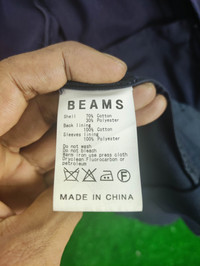 BEAMS
Shell 70% Cotton
30% Polyester
Back lining
100% Cotton
Sleeves lining
100% Polyester
Do not wash
Do not bleach
Warm iron use press cloth
Dryclean Fluorocarbon or
petroleum
F
MADE IN CHINA